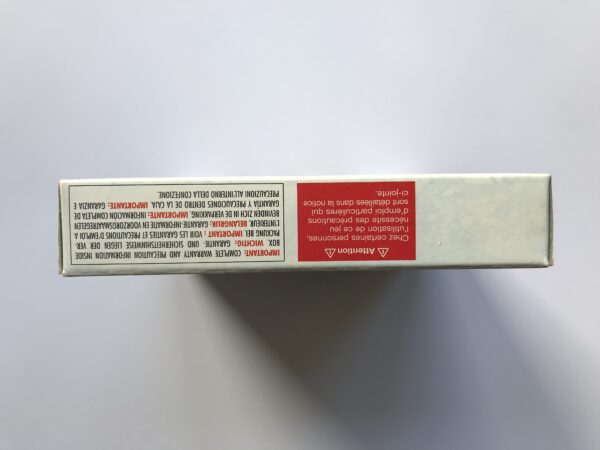 ⚠ Attention ⚠
Chez certaines personnes,
l'utilisation de ce jeu
nécessite des précautions
d'emploi particulières qui
sont détaillées dans la notice
ci-jointe.
IMPORTANT: COMPLETE WARRANTY AND PRECAUTION INFORMATION INSIDE
BOX. WICHTIG: GARANTIE UND SICHERHEITSHINWEISE LIEGEN DER VER-
PACKUNG BEI. IMPORTANT : VOIR LES GARANTIES ET PRECAUTIONS D'EMPLOI A
L'INTERIEUR. BELANGRIJK: GARANTIE INFORMATIE EN VOORZORGSMAATREGELEN
BEVINDEN ZICH IN DE VERPAKKING. IMPORTANTE: INFORMACIÓN COMPLETA DE
GARANTÍA Y PRECAUCIONES DENTRO DE LA CAJA. IMPORTANTE: GARANZIA E
PRECAUZIONI ALL'INTERNO DELLA CONFEZIONE.